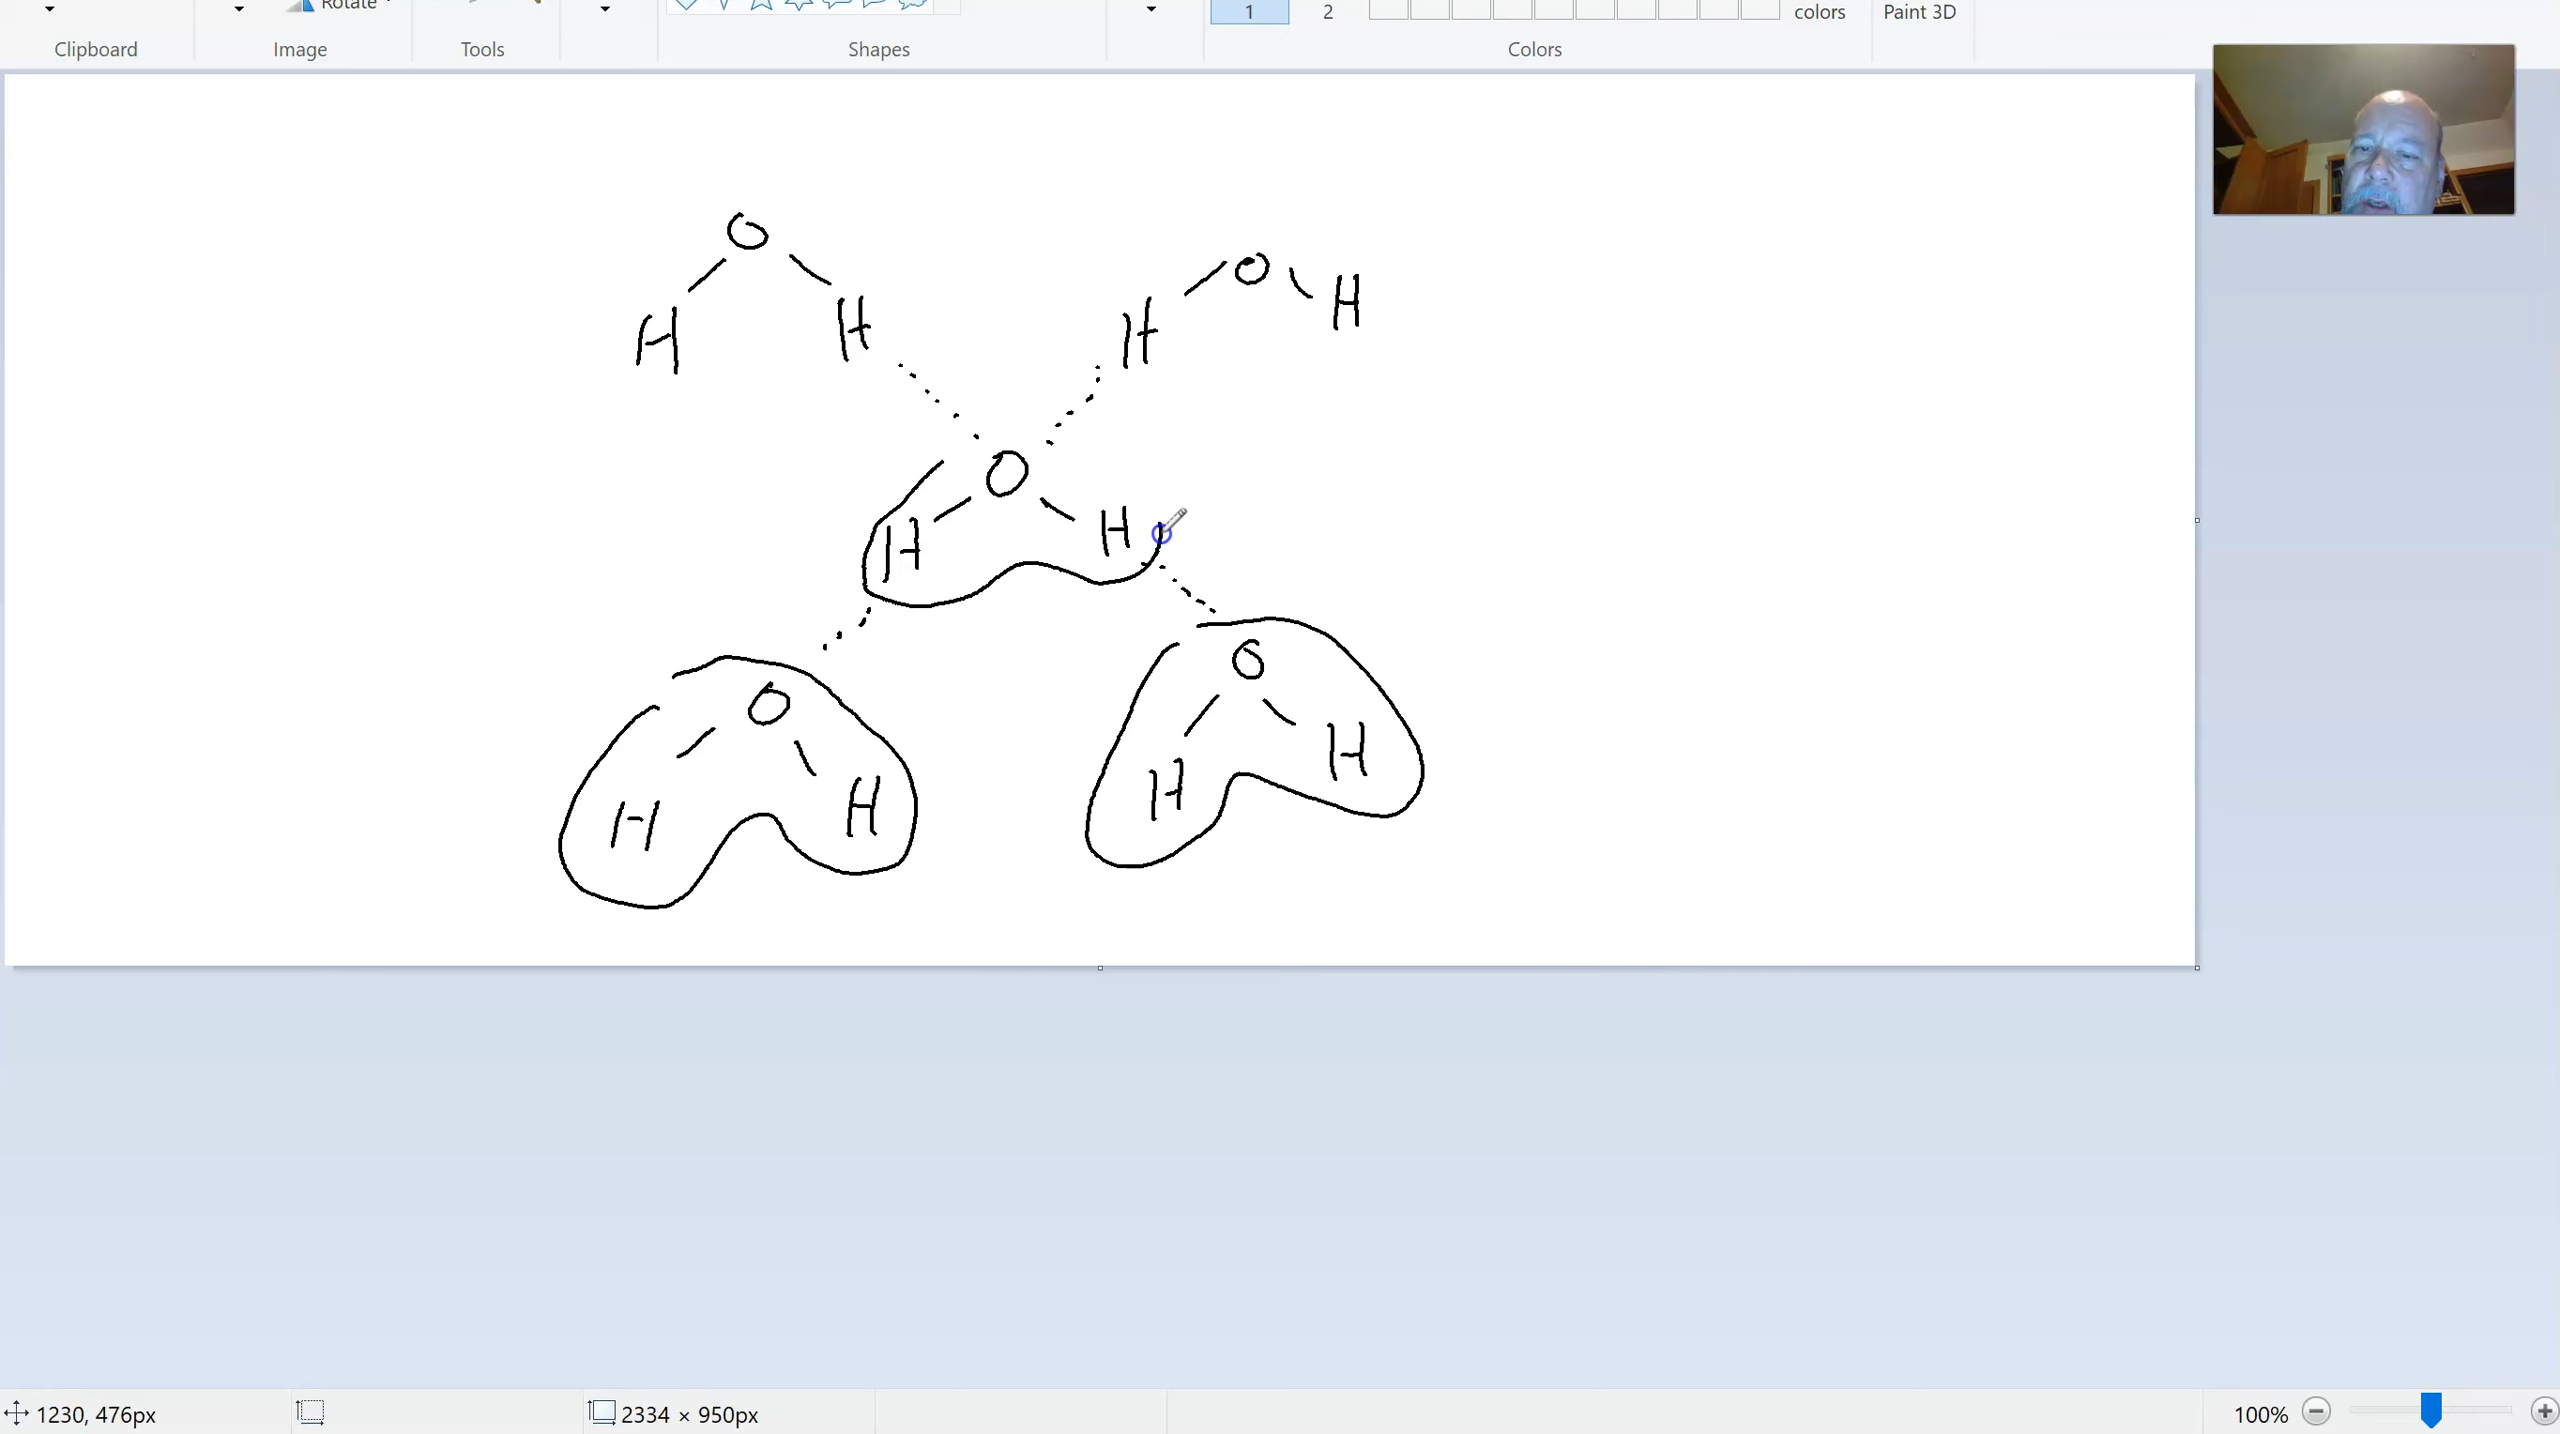 Rotate
1 2 colors Paint 3D
Clipboard Image Tools Shapes Colors
O O
H H H H
O
H H
O O
H H H H
1230, 476px 2334 × 950px 100%